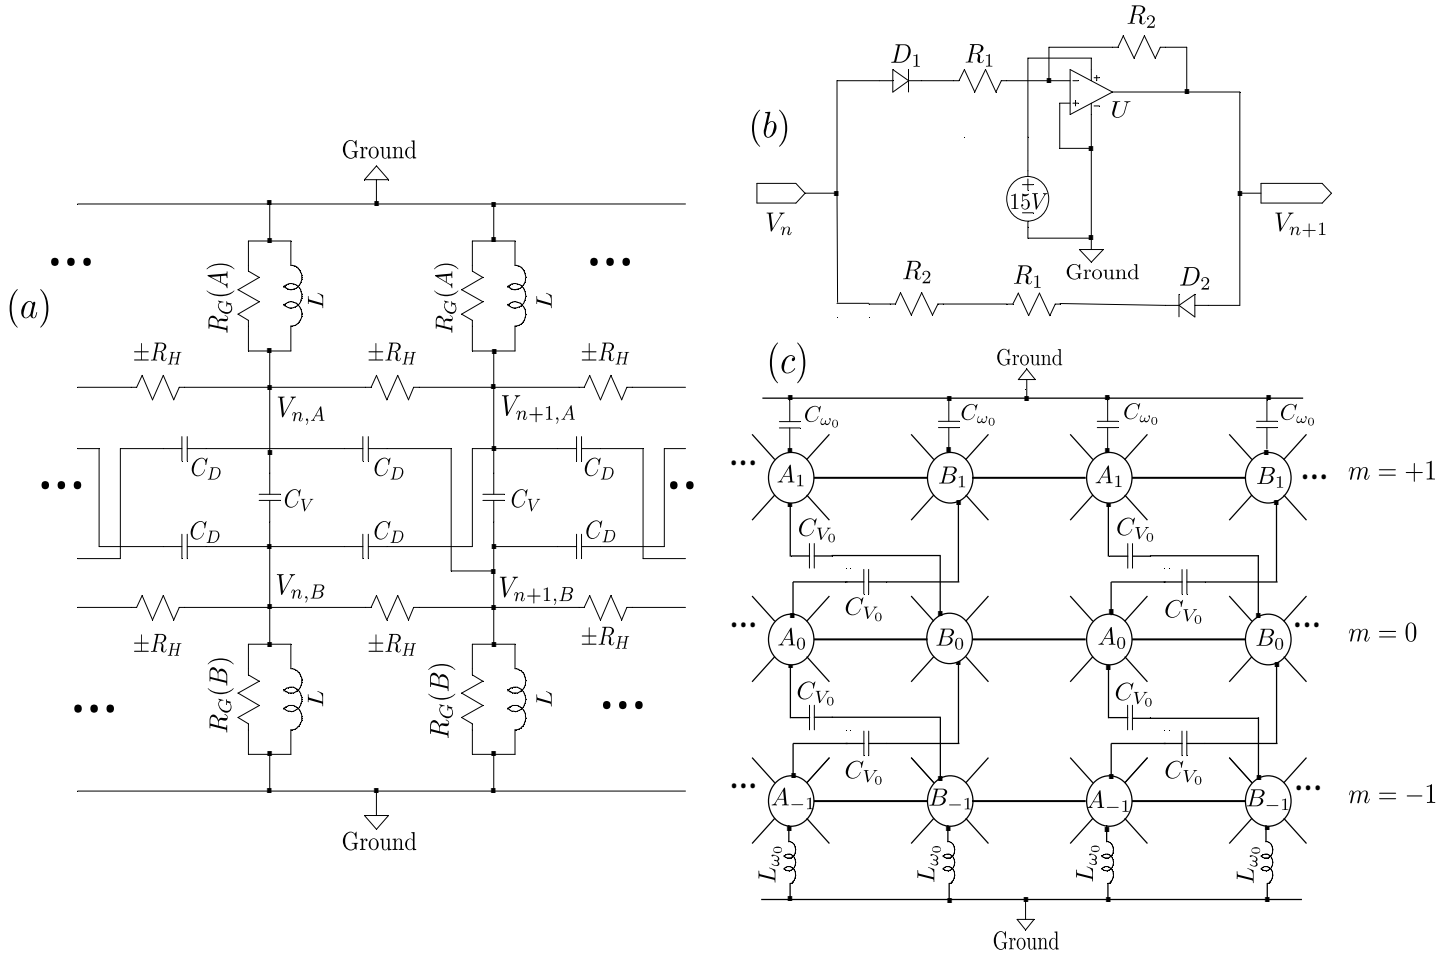 (a)
Ground
R_G(A) L R_G(A) L
±R_H ±R_H ±R_H
V_{n,A} V_{n+1,A}
C_D C_D C_D
C_V C_V
C_D C_D C_D
V_{n,B} V_{n+1,B}
±R_H ±R_H ±R_H
R_G(B) L R_G(B) L
Ground
(b)
R_2
D_1 R_1
- + + -
U
+ 15V -
V_n V_{n+1}
Ground
R_2 R_1 D_2
(c)
Ground
C_{ω_0} C_{ω_0} C_{ω_0} C_{ω_0}
A_1 B_1 A_1 B_1 m = +1
C_{V_0} C_{V_0}
C_{V_0} C_{V_0}
A_0 B_0 A_0 B_0 m = 0
C_{V_0} C_{V_0}
C_{V_0} C_{V_0}
A_{-1} B_{-1} A_{-1} B_{-1} m = -1
L_{ω_0} L_{ω_0} L_{ω_0} L_{ω_0}
Ground